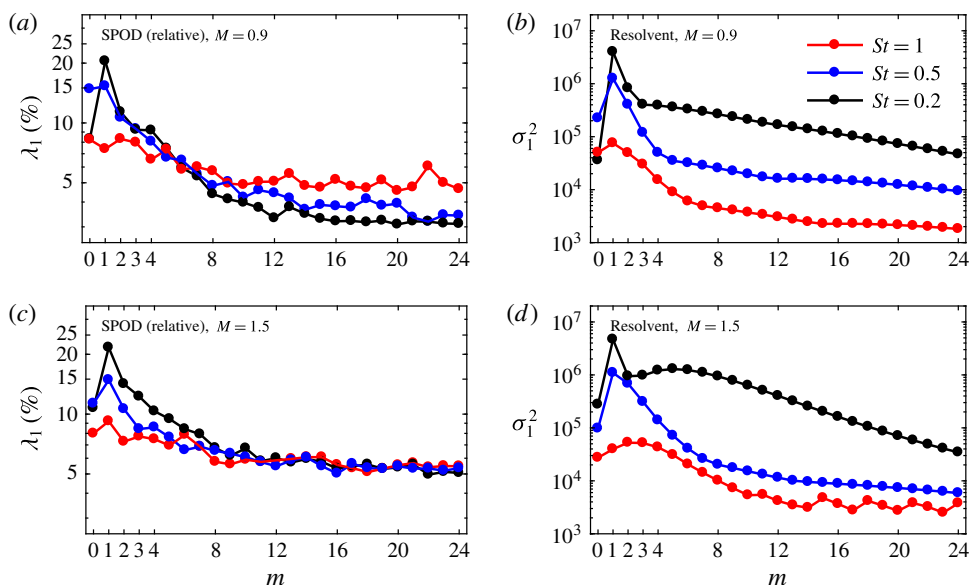 (a)
SPOD (relative), M = 0.9
25
20
15
10
5
λ1 (%)
0 1 2 3 4 8 12 16 20 24
(b)
Resolvent, M = 0.9
St = 1
St = 0.5
St = 0.2
10^7
10^6
10^5
10^4
10^3
σ1^2
0 1 2 3 4 8 12 16 20 24
(c)
SPOD (relative), M = 1.5
25
20
15
10
5
λ1 (%)
0 1 2 3 4 8 12 16 20 24
m
(d)
Resolvent, M = 1.5
10^7
10^6
10^5
10^4
10^3
σ1^2
0 1 2 3 4 8 12 16 20 24
m